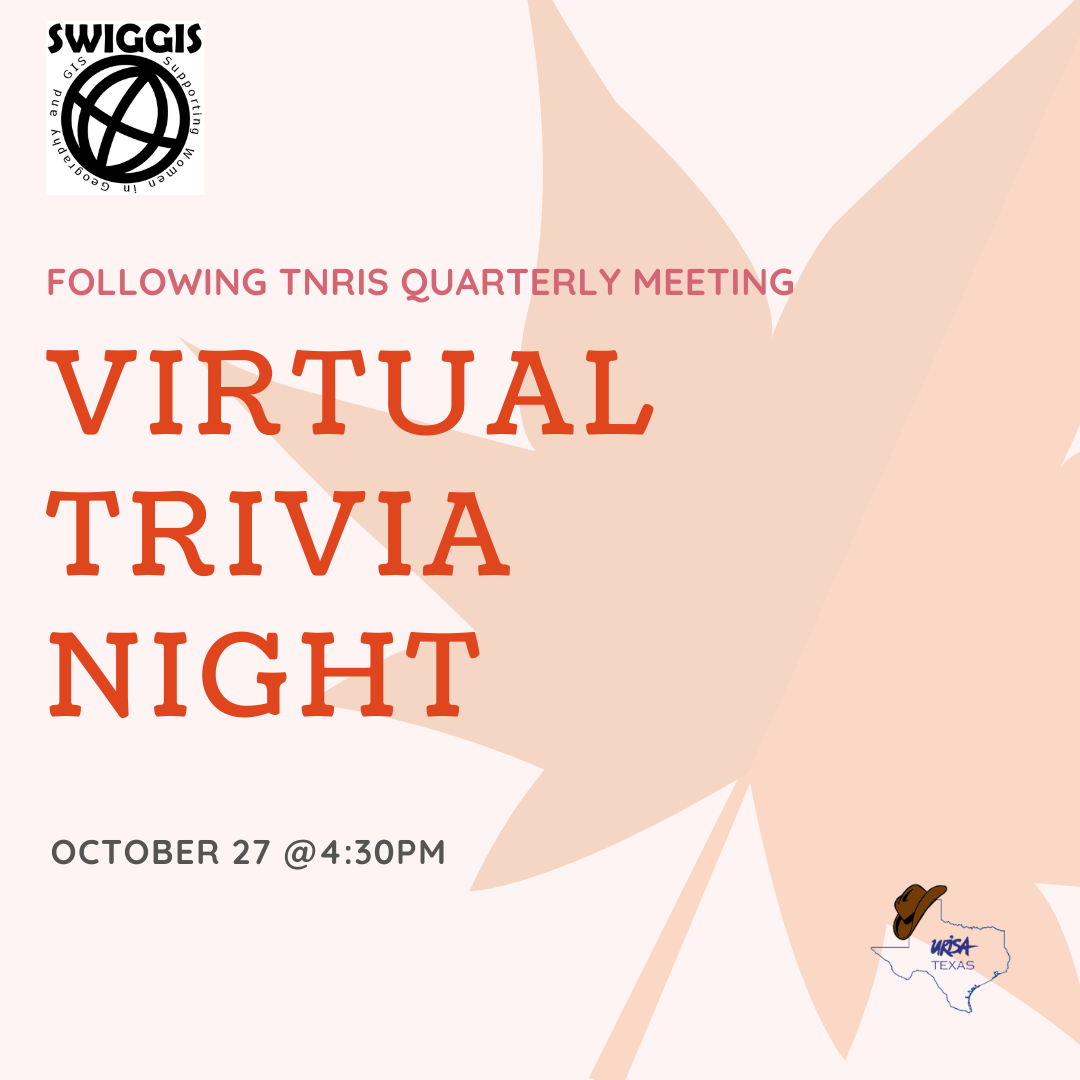 SWIGGIS
Supporting Women in Geography and GIS
FOLLOWING TNRIS QUARTERLY MEETING
VIRTUAL
TRIVIA
NIGHT
OCTOBER 27 @4:30PM
URISA
TEXAS